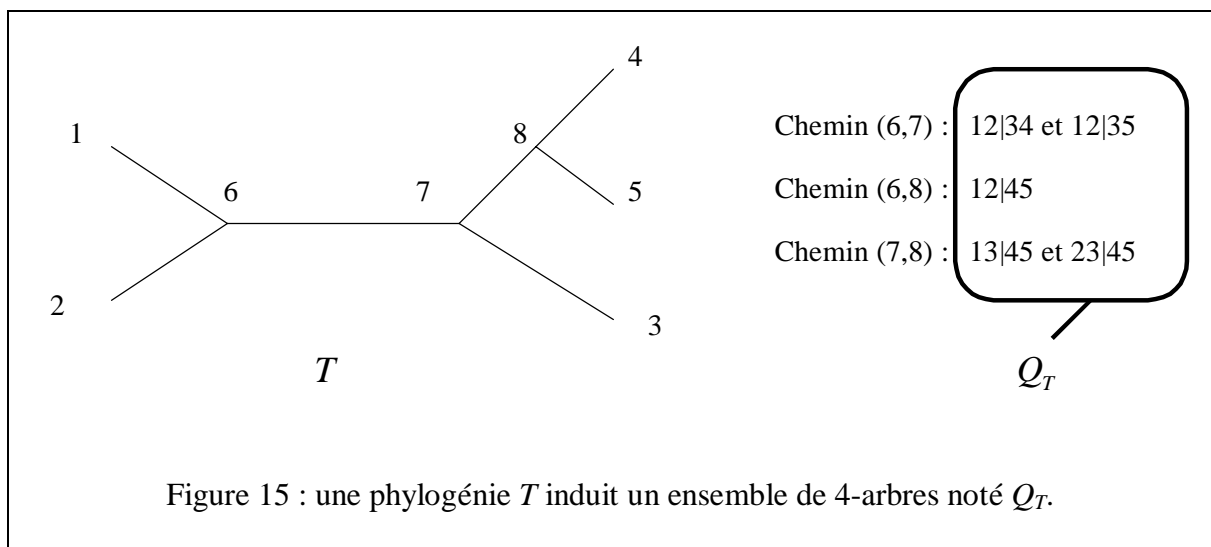 4
1
8
Chemin (6,7) : 12|34 et 12|35
6
7
5
Chemin (6,8) : 12|45
Chemin (7,8) : 13|45 et 23|45
2
3
T
Q_T
Figure 15 : une phylogénie T induit un ensemble de 4-arbres noté Q_T.